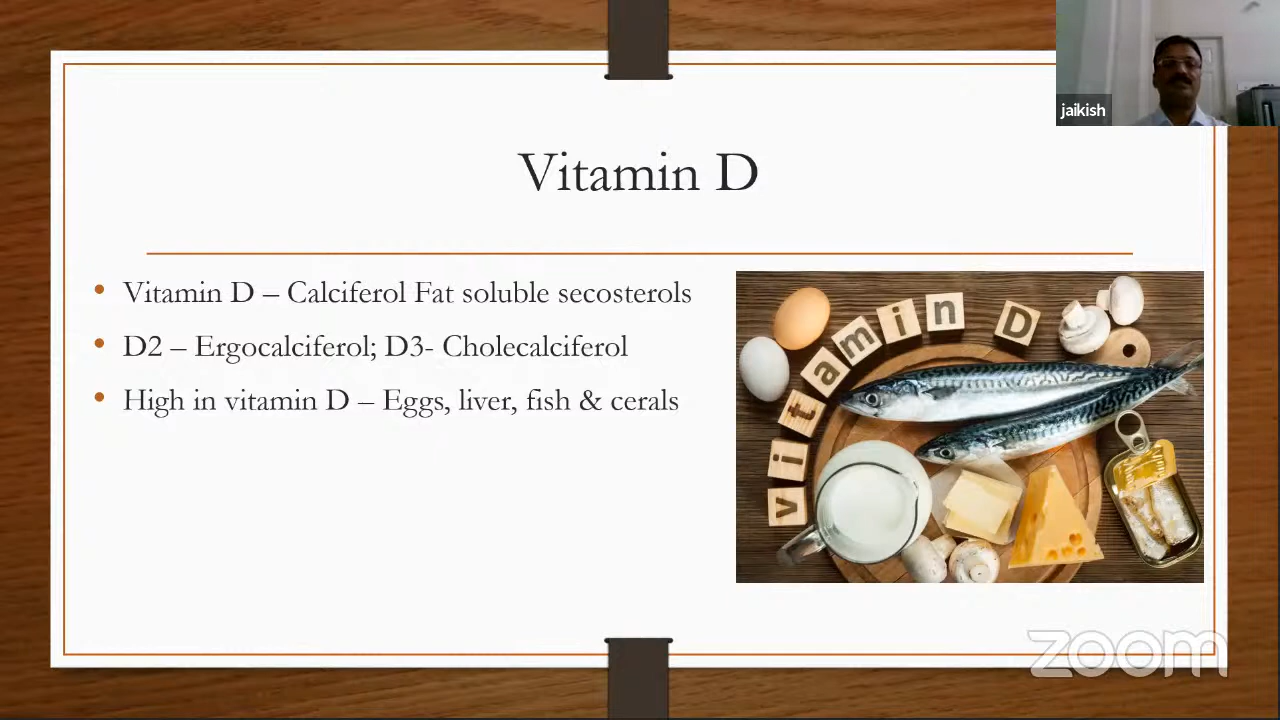 jaikish
Vitamin D
• Vitamin D – Calciferol Fat soluble secosterols
• D2 – Ergocalciferol; D3- Cholecalciferol
• High in vitamin D – Eggs, liver, fish & cerals
vitamin D
zoom